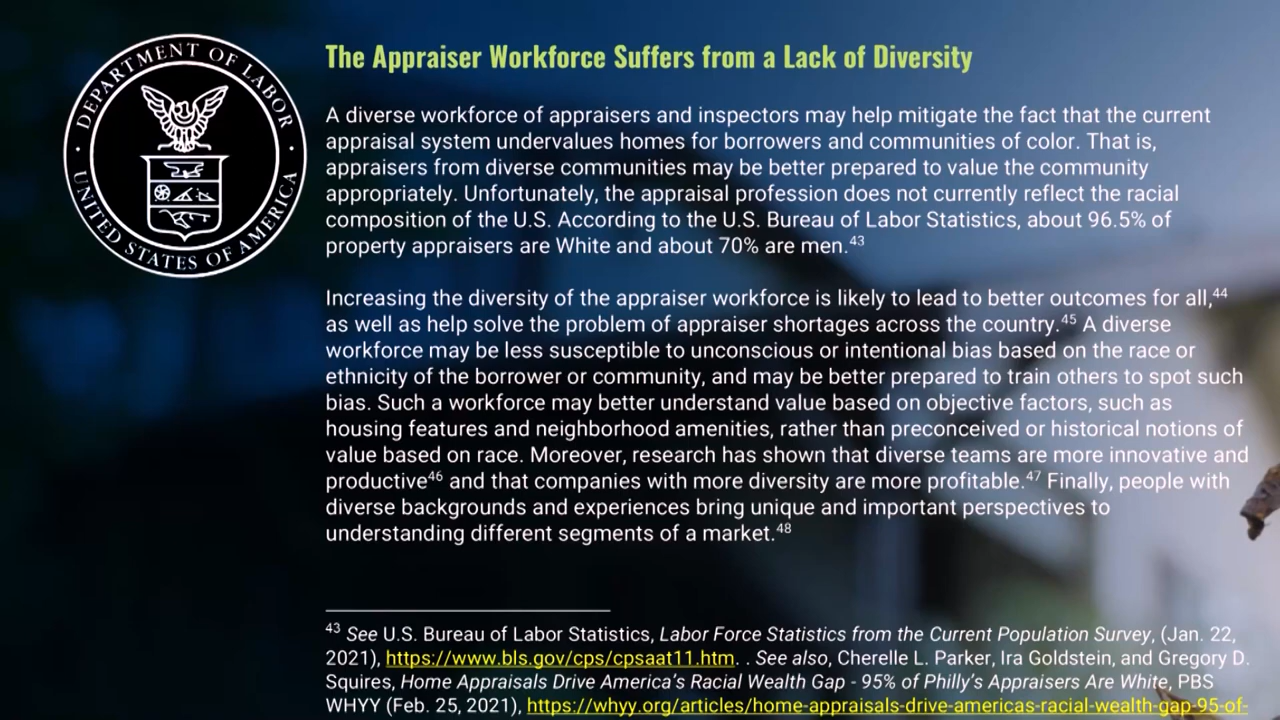 DEPARTMENT OF LABOR
UNITED STATES OF AMERICA
The Appraiser Workforce Suffers from a Lack of Diversity
A diverse workforce of appraisers and inspectors may help mitigate the fact that the current
appraisal system undervalues homes for borrowers and communities of color. That is,
appraisers from diverse communities may be better prepared to value the community
appropriately. Unfortunately, the appraisal profession does not currently reflect the racial
composition of the U.S. According to the U.S. Bureau of Labor Statistics, about 96.5% of
property appraisers are White and about 70% are men.43
Increasing the diversity of the appraiser workforce is likely to lead to better outcomes for all,44
as well as help solve the problem of appraiser shortages across the country.45 A diverse
workforce may be less susceptible to unconscious or intentional bias based on the race or
ethnicity of the borrower or community, and may be better prepared to train others to spot such
bias. Such a workforce may better understand value based on objective factors, such as
housing features and neighborhood amenities, rather than preconceived or historical notions of
value based on race. Moreover, research has shown that diverse teams are more innovative and
productive46 and that companies with more diversity are more profitable.47 Finally, people with
diverse backgrounds and experiences bring unique and important perspectives to
understanding different segments of a market.48
43 See U.S. Bureau of Labor Statistics, Labor Force Statistics from the Current Population Survey, (Jan. 22,
2021), https://www.bls.gov/cps/cpsaat11.htm. . See also, Cherelle L. Parker, Ira Goldstein, and Gregory D.
Squires, Home Appraisals Drive America's Racial Wealth Gap - 95% of Philly's Appraisers Are White, PBS
WHYY (Feb. 25, 2021), https://whyy.org/articles/home-appraisals-drive-americas-racial-wealth-gap-95-of-